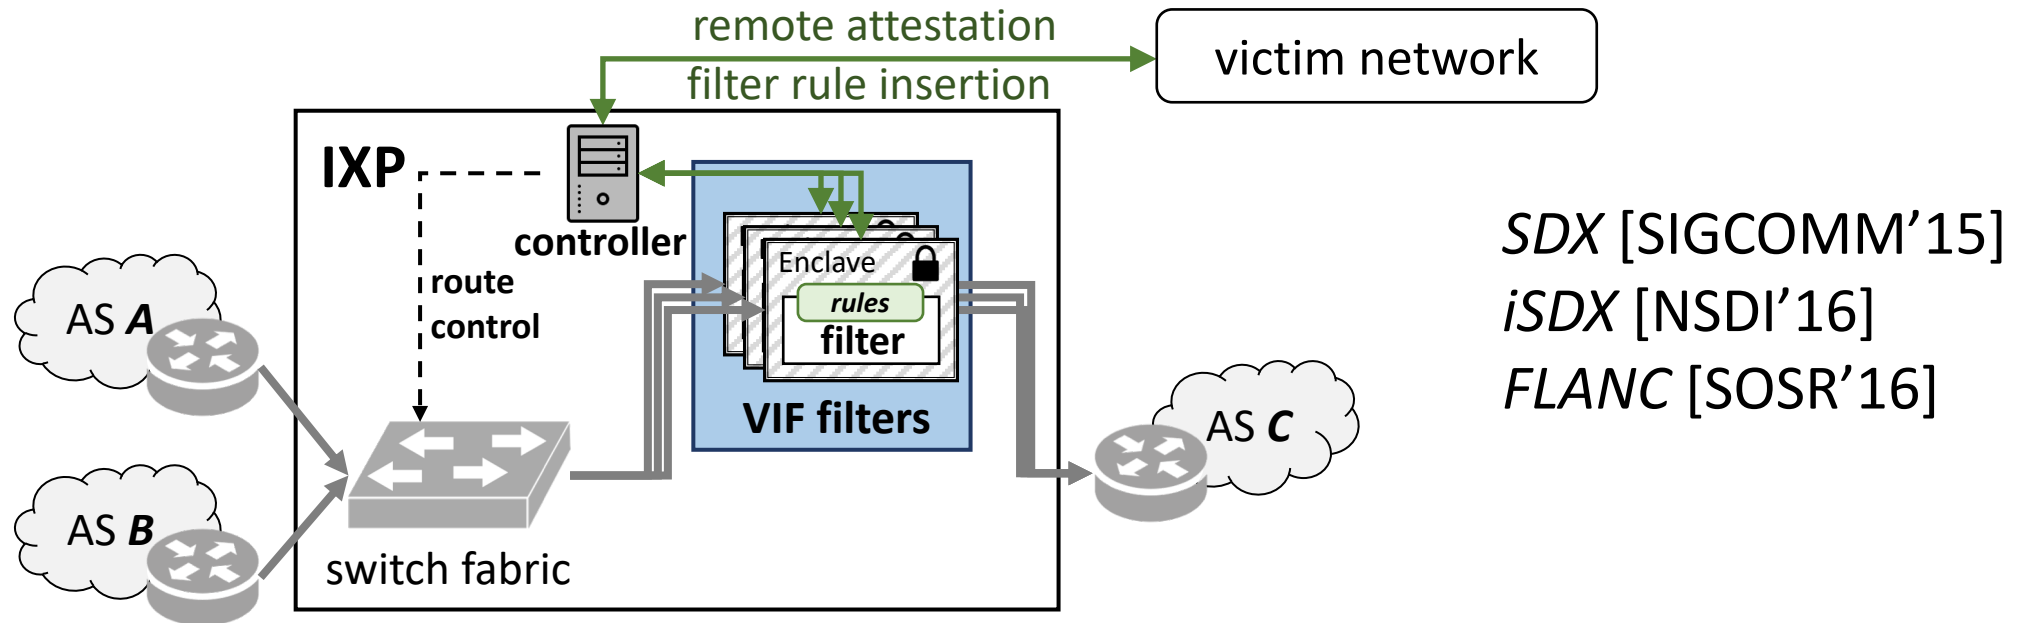 remote attestation
filter rule insertion
victim network
IXP
controller
route
control
Enclave
rules
filter
VIF filters
AS A
AS B
AS C
switch fabric
SDX [SIGCOMM’15]
iSDX [NSDI’16]
FLANC [SOSR’16]